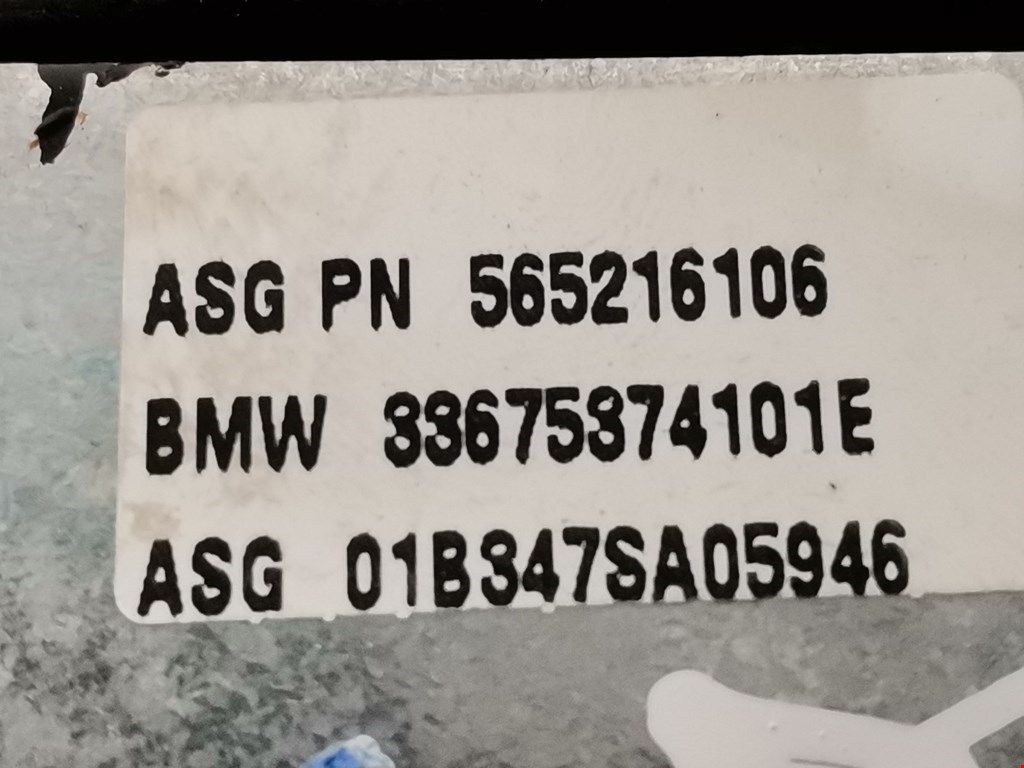 ASG PN 565216106
BMW 33675374101E
ASG 01B347SA05946